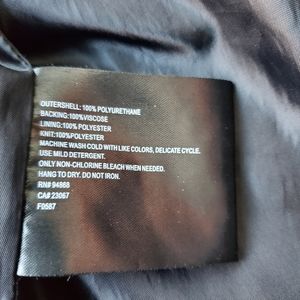 OUTERSHELL: 100% POLYURETHANE
BACKING:100%VISCOSE
LINING:100% POLYESTER
KNIT:100%POLYESTER
MACHINE WASH COLD WITH LIKE COLORS, DELICATE CYCLE.
USE MILD DETERGENT.
ONLY NON-CHLORINE BLEACH WHEN NEEDED.
HANG TO DRY. DO NOT IRON.
RN# 94868
CA# 23067
F0587